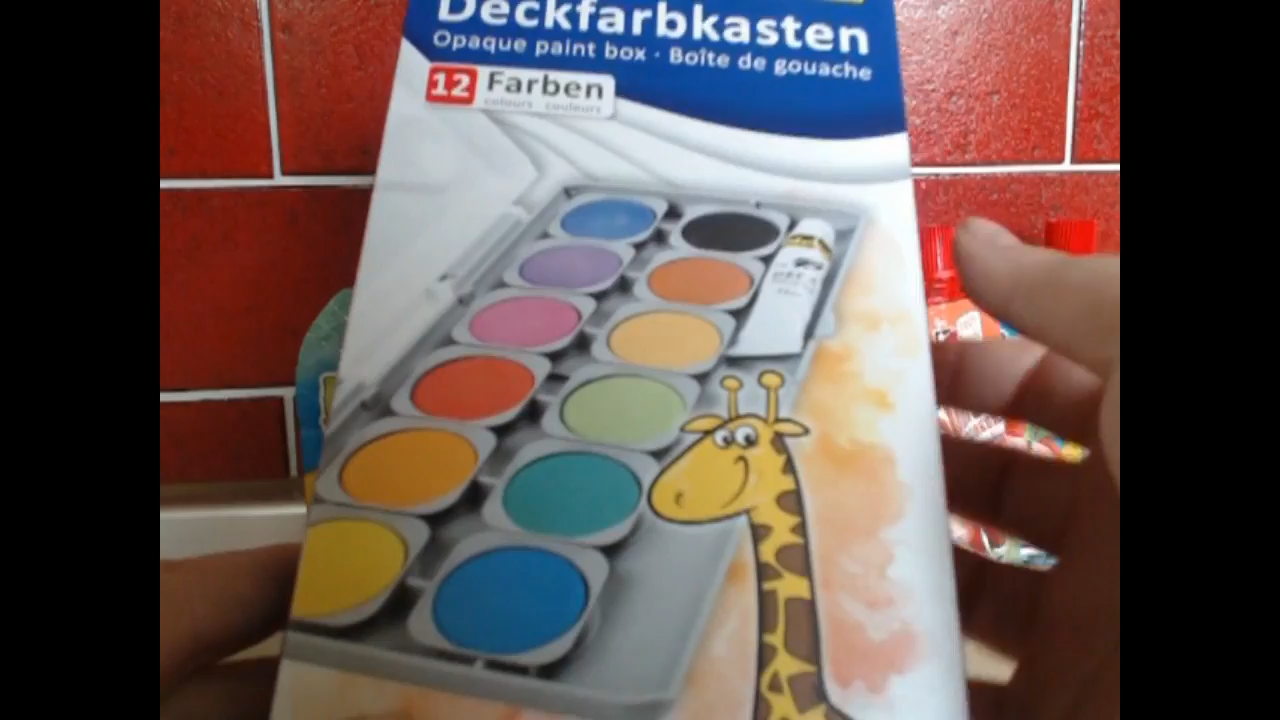 Deckfarbkasten
Opaque paint box · Boîte de gouache
12 Farben
colours couleurs